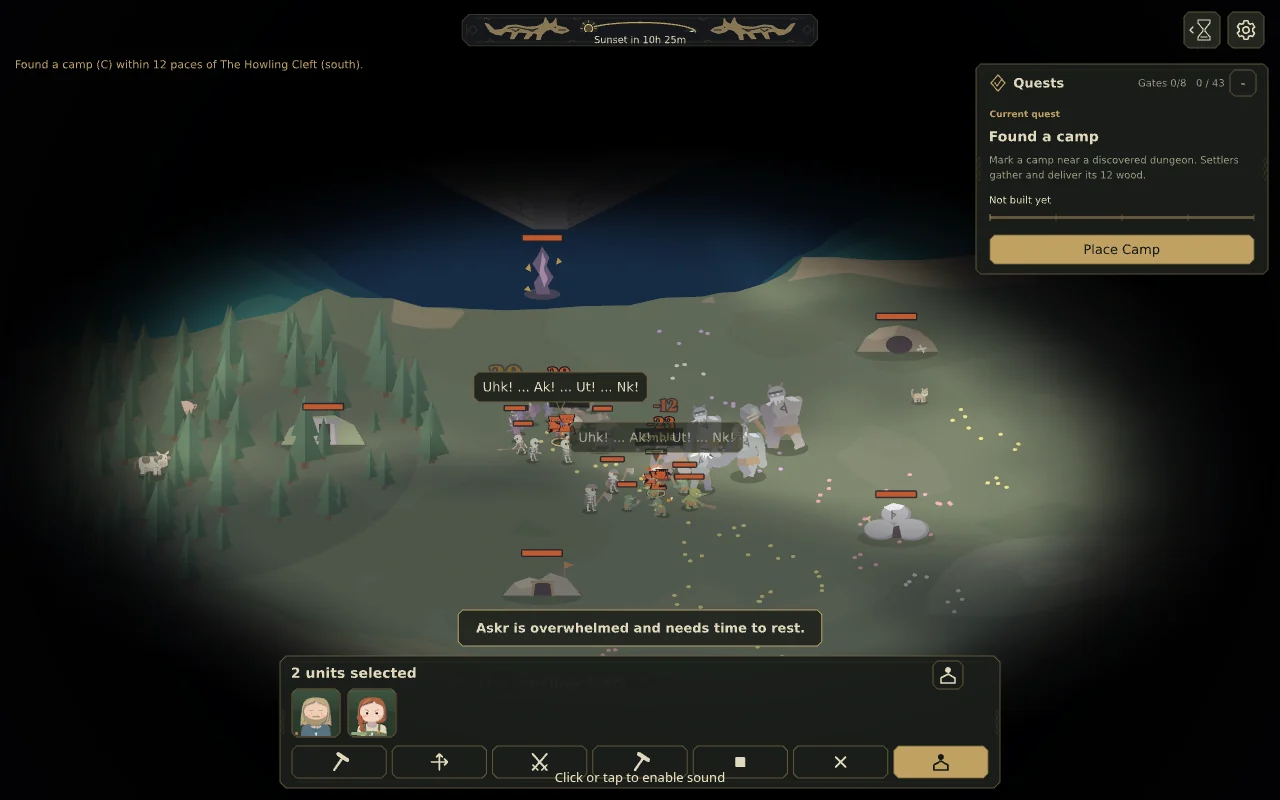 Sunset in 10h 25m
Found a camp (C) within 12 paces of The Howling Cleft (south).
Quests
Gates 0/8 0 / 43
-
Current quest
Found a camp
Mark a camp near a discovered dungeon. Settlers
gather and deliver its 12 wood.
Not built yet
Place Camp
Uhk! ... Ak! ... Ut! ... Nk!
-12
Uhk! ... Ak! ... Ut! ... Nk!
Askr is overwhelmed and needs time to rest.
2 units selected
Click or tap to enable sound